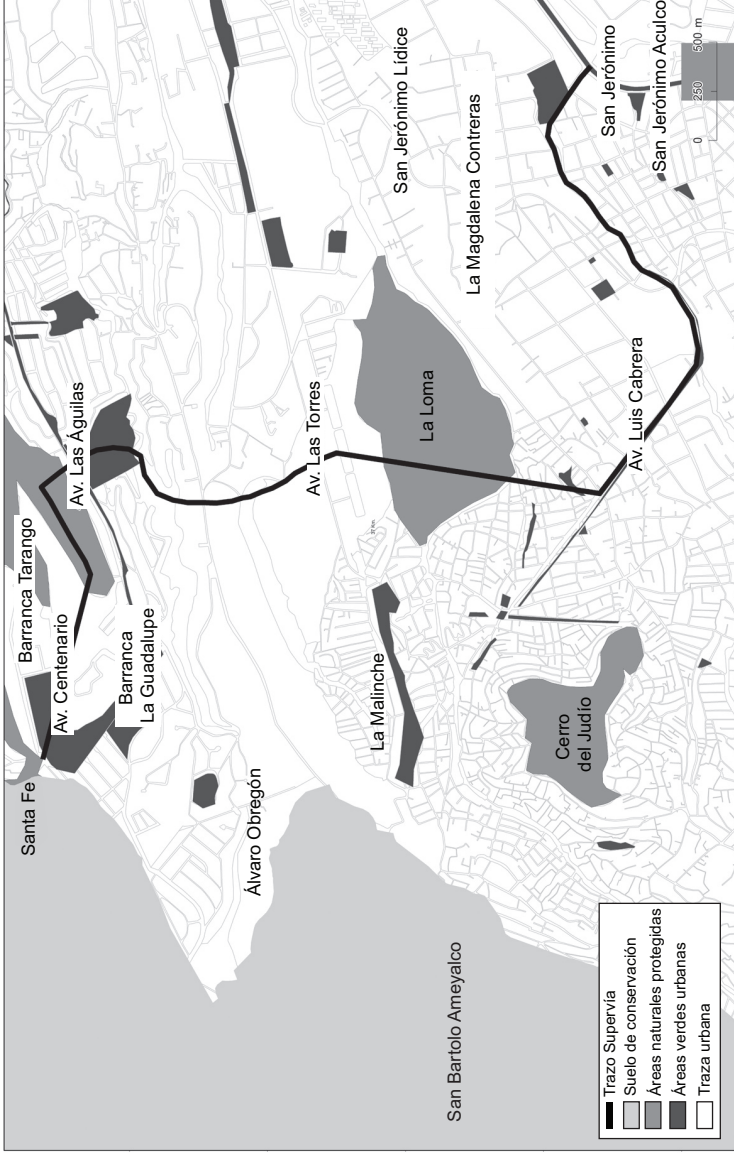 Santa Fe
Barranca Tarango
Av. Centenario
Barranca
La Guadalupe
Av. Las Águilas
Álvaro Obregón
Av. Las Torres
La Malinche
La Loma
San Jerónimo Lídice
La Magdalena Contreras
San Bartolo Ameyalco
Cerro
del Judío
Av. Luis Cabrera
San Jerónimo
San Jerónimo Aculco
0 250 500 m
Trazo Supervía
Suelo de conservación
Áreas naturales protegidas
Áreas verdes urbanas
Traza urbana